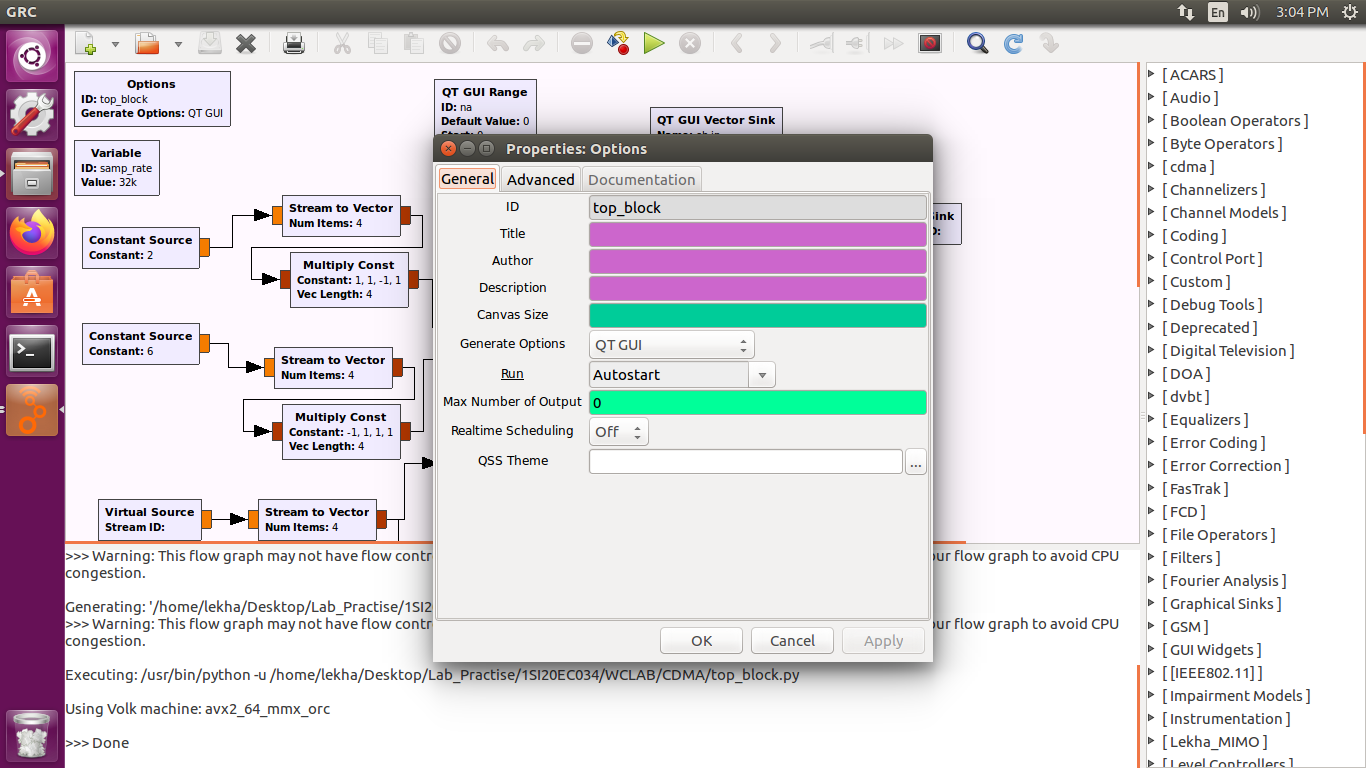 GRC
En
3:04 PM
Options
ID: top_block
Generate Options: QT GUI
Variable
ID: samp_rate
Value: 32k
Constant Source
Constant: 2
Stream to Vector
Num Items: 4
Multiply Const
Constant: 1, 1, -1, 1
Vec Length: 4
Constant Source
Constant: 6
Stream to Vector
Num Items: 4
Multiply Const
Constant: -1, 1, 1, 1
Vec Length: 4
Virtual Source
Stream ID:
Stream to Vector
Num Items: 4
QT GUI Range
ID: na
Default Value: 0
QT GUI Vector Sink
Sink
D:
Properties: Options
General
Advanced
Documentation
ID
top_block
Title
Author
Description
Canvas Size
Generate Options
QT GUI
Run
Autostart
Max Number of Output
0
Realtime Scheduling
Off
QSS Theme
...
OK
Cancel
Apply
>>> Warning: This flow graph may not have flow contr
our flow graph to avoid CPU
congestion.
Generating: '/home/lekha/Desktop/Lab_Practise/1SI2
>>> Warning: This flow graph may not have flow contr
our flow graph to avoid CPU
congestion.
Executing: /usr/bin/python -u /home/lekha/Desktop/Lab_Practise/1SI20EC034/WCLAB/CDMA/top_block.py
Using Volk machine: avx2_64_mmx_orc
>>> Done
[ ACARS ]
[ Audio ]
[ Boolean Operators ]
[ Byte Operators ]
[ cdma ]
[ Channelizers ]
[ Channel Models ]
[ Coding ]
[ Control Port ]
[ Custom ]
[ Debug Tools ]
[ Deprecated ]
[ Digital Television ]
[ DOA ]
[ dvbt ]
[ Equalizers ]
[ Error Coding ]
[ Error Correction ]
[ FasTrak ]
[ FCD ]
[ File Operators ]
[ Filters ]
[ Fourier Analysis ]
[ Graphical Sinks ]
[ GSM ]
[ GUI Widgets ]
[ [IEEE802.11] ]
[ Impairment Models ]
[ Instrumentation ]
[ Lekha_MIMO ]
[ Level Controllers ]